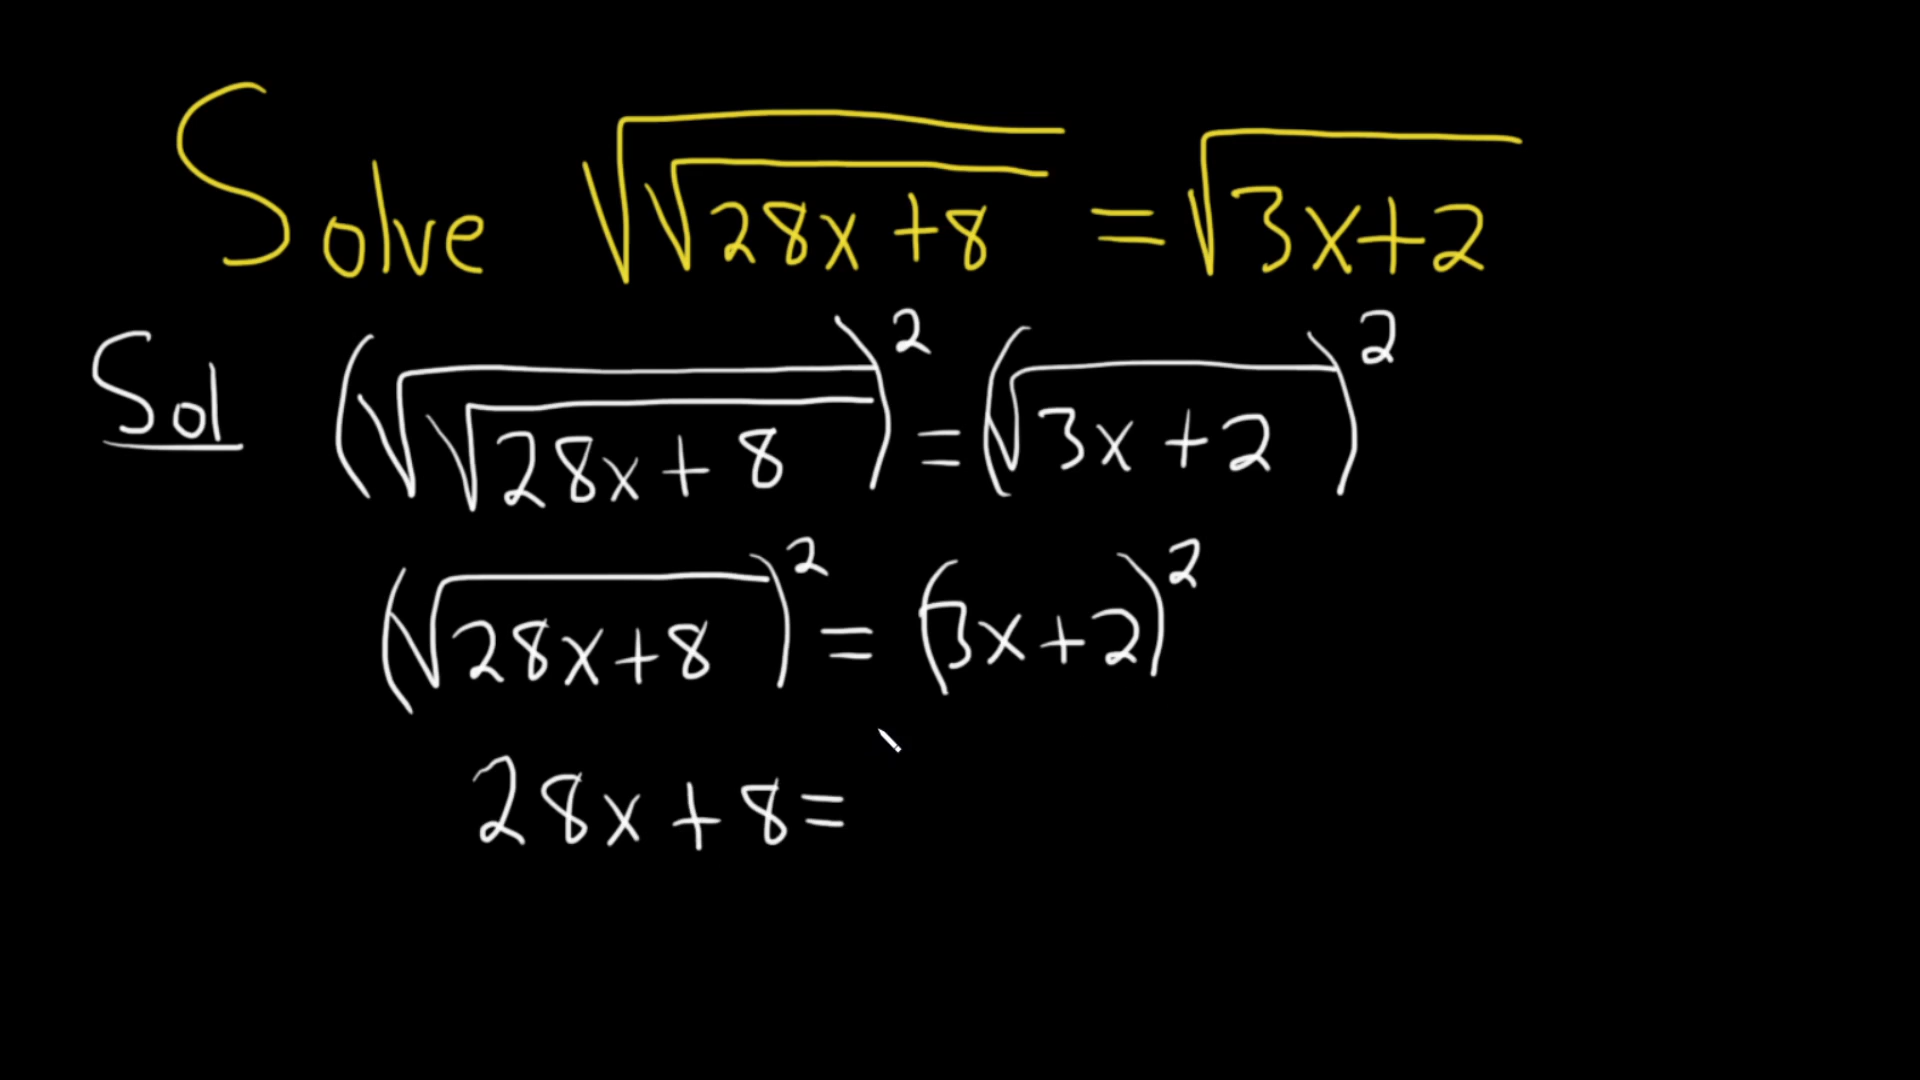 Solve √√28x+8 = √3x+2
Sol (√√28x+8)² = (√3x+2)²
(√28x+8)² = (3x+2)²
28x+8=